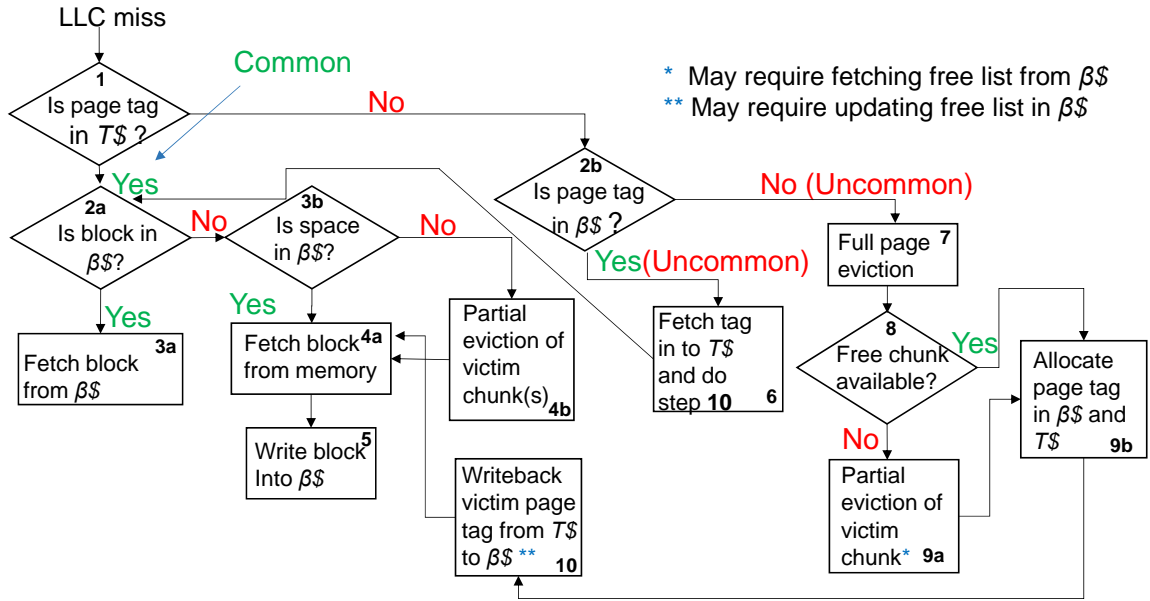 LLC miss
Common
* May require fetching free list from β$
** May require updating free list in β$
1
Is page tag
in T$ ?
No
Yes
2b
Is page tag
in β$ ?
No (Uncommon)
Yes(Uncommon)
2a
Is block in
β$?
No
Yes
3b
Is space
in β$?
No
Yes
3a
Fetch block
from β$
4a
Fetch block
from memory
Partial
eviction of
victim
chunk(s)
4b
5
Write block
Into β$
Fetch tag
in to T$
and do
step 10
6
Full page
eviction
7
8
Free chunk
available?
Yes
No
Allocate
page tag
in β$ and
T$
9b
Partial
eviction of
victim
chunk*
9a
Writeback
victim page
tag from T$
to β$ **
10